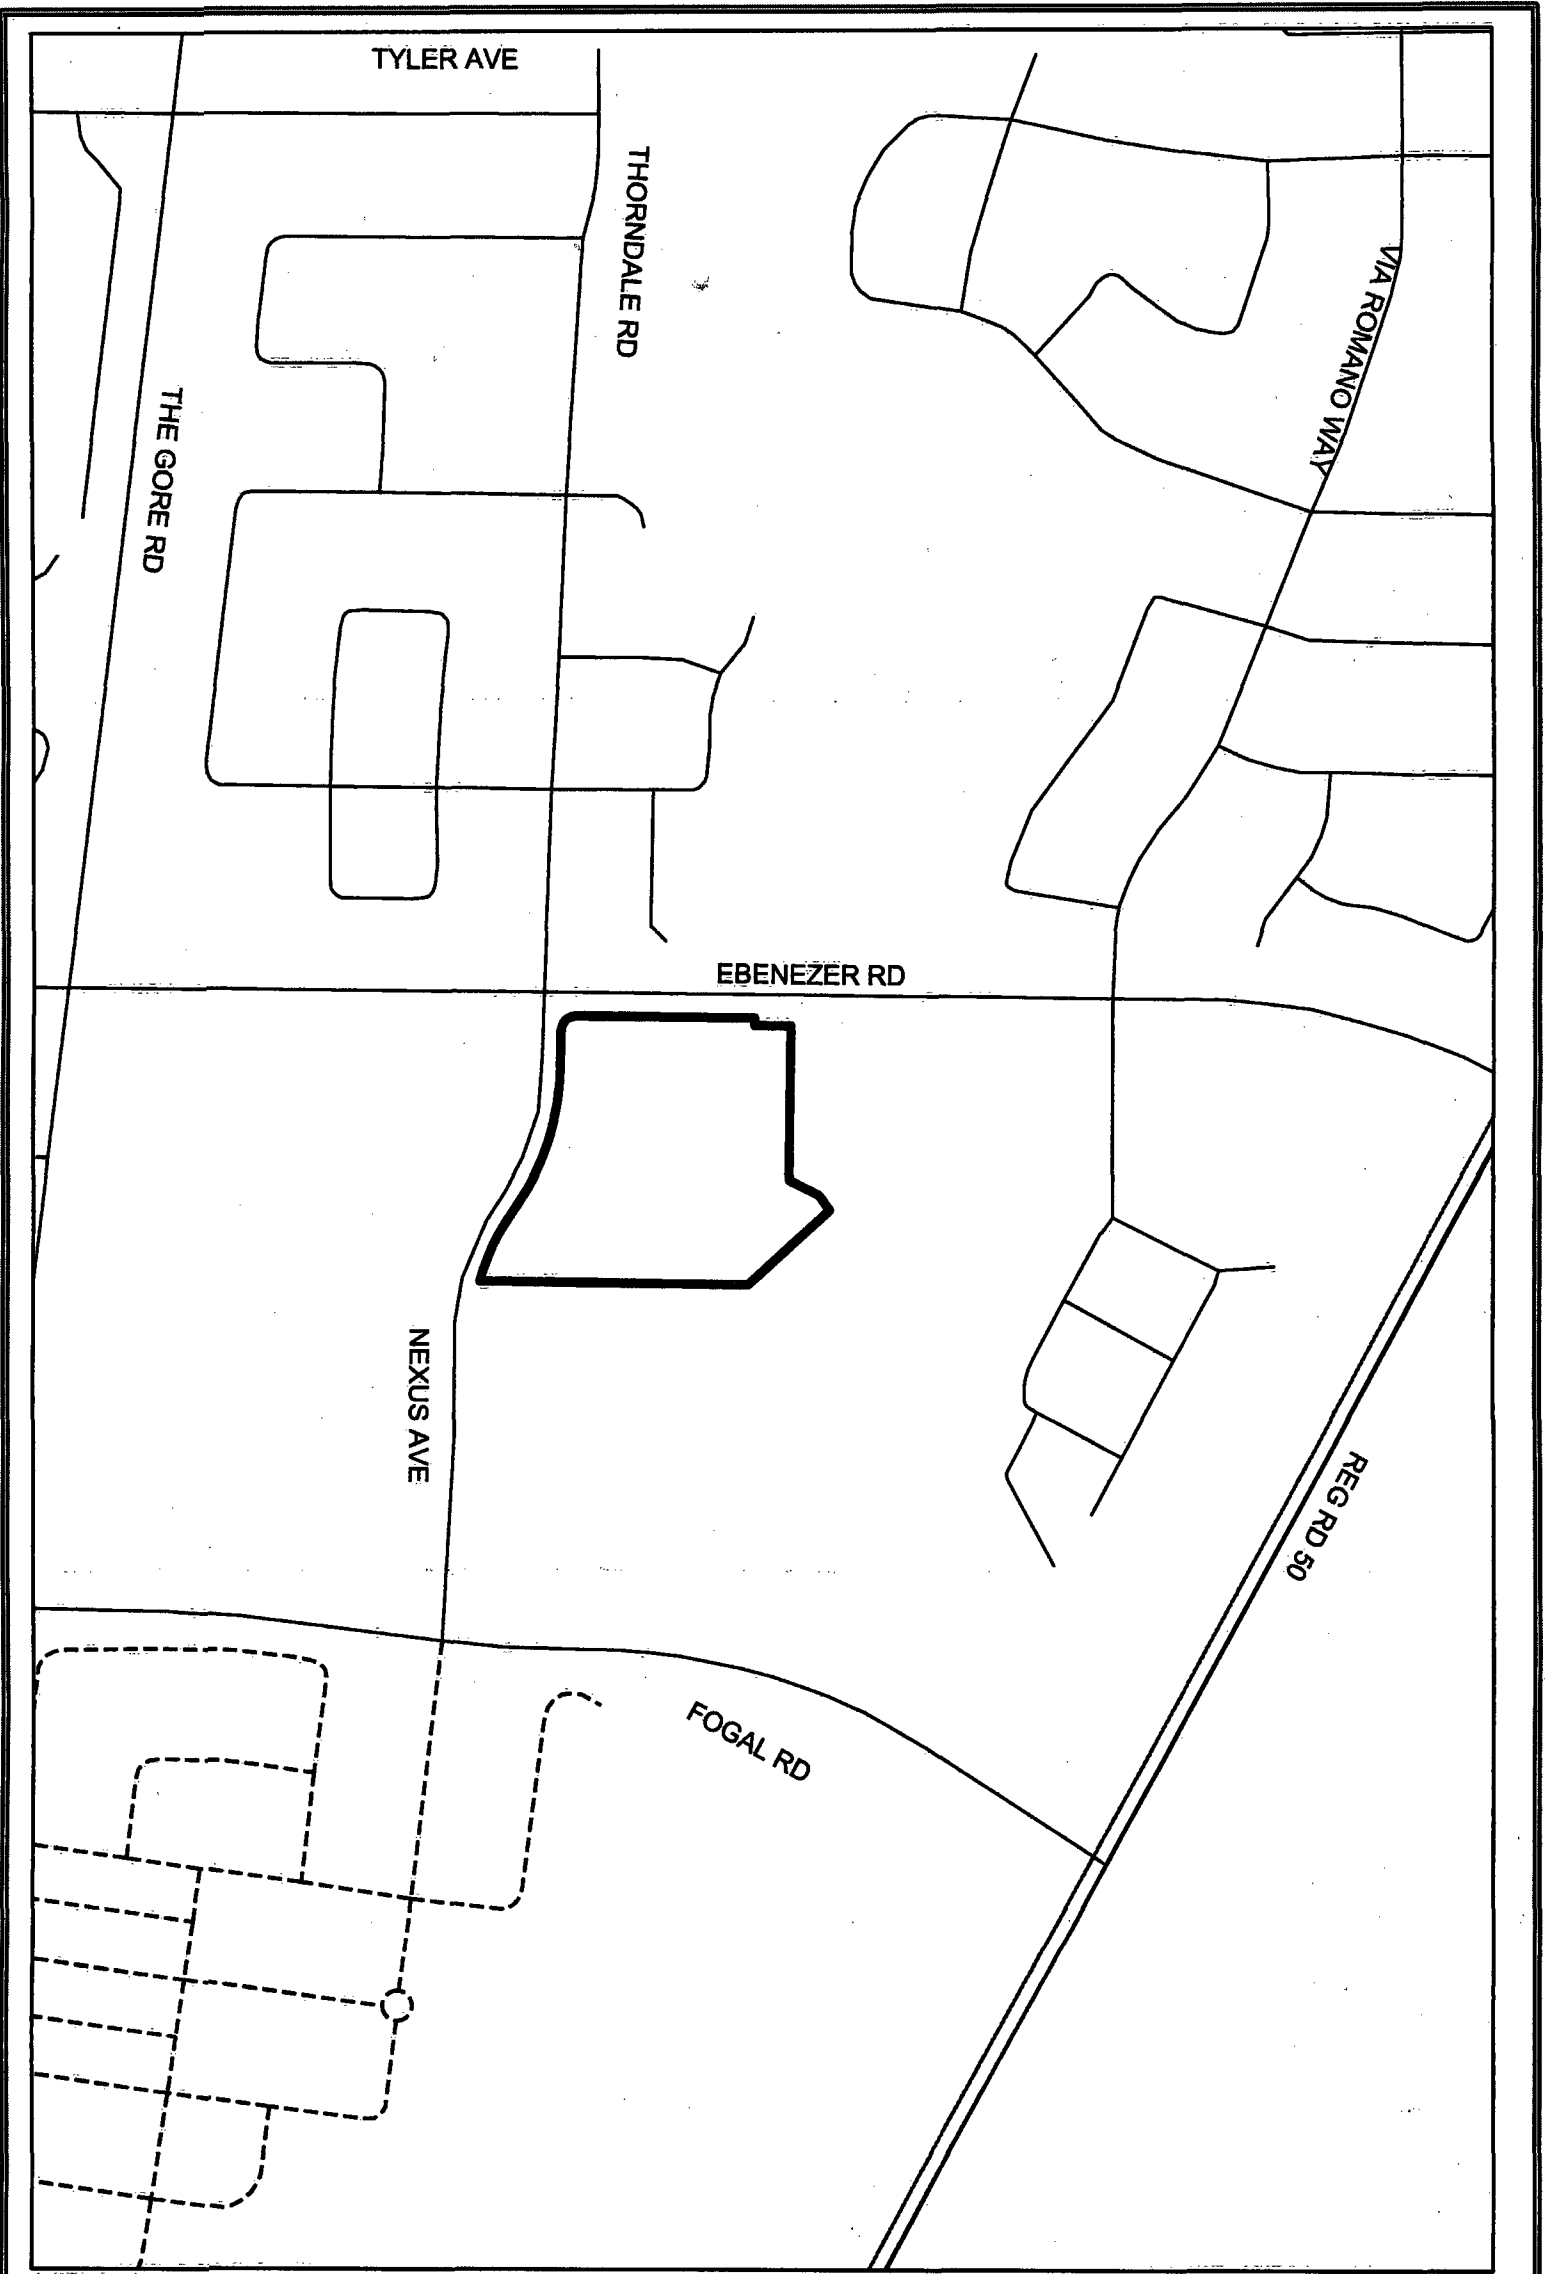 TYLER AVE
THORNDALE RD
VIA ROMANO WAY
THE GORE RD
EBENEZER RD
NEXUS AVE
REG RD 50
FOGAL RD